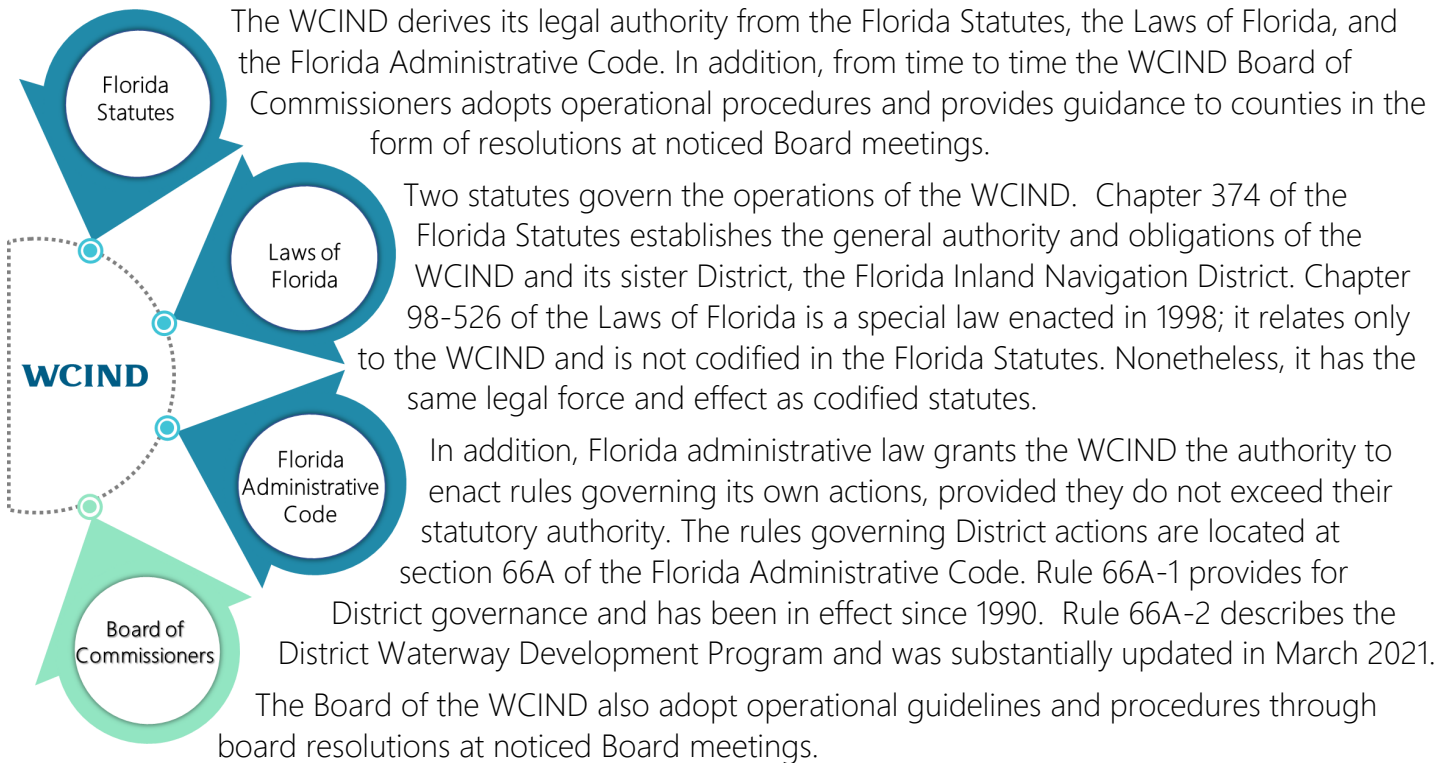 The WCIND derives its legal authority from the Florida Statutes, the Laws of Florida, and
the Florida Administrative Code. In addition, from time to time the WCIND Board of
Commissioners adopts operational procedures and provides guidance to counties in the
form of resolutions at noticed Board meetings.
Florida
Statutes
Two statutes govern the operations of the WCIND. Chapter 374 of the
Florida Statutes establishes the general authority and obligations of the
WCIND and its sister District, the Florida Inland Navigation District. Chapter
98-526 of the Laws of Florida is a special law enacted in 1998; it relates only
to the WCIND and is not codified in the Florida Statutes. Nonetheless, it has the
same legal force and effect as codified statutes.
Laws of
Florida
WCIND
In addition, Florida administrative law grants the WCIND the authority to
enact rules governing its own actions, provided they do not exceed their
statutory authority. The rules governing District actions are located at
section 66A of the Florida Administrative Code. Rule 66A-1 provides for
District governance and has been in effect since 1990. Rule 66A-2 describes the
District Waterway Development Program and was substantially updated in March 2021.
Florida
Administrative
Code
Board of
Commissioners
The Board of the WCIND also adopt operational guidelines and procedures through
board resolutions at noticed Board meetings.